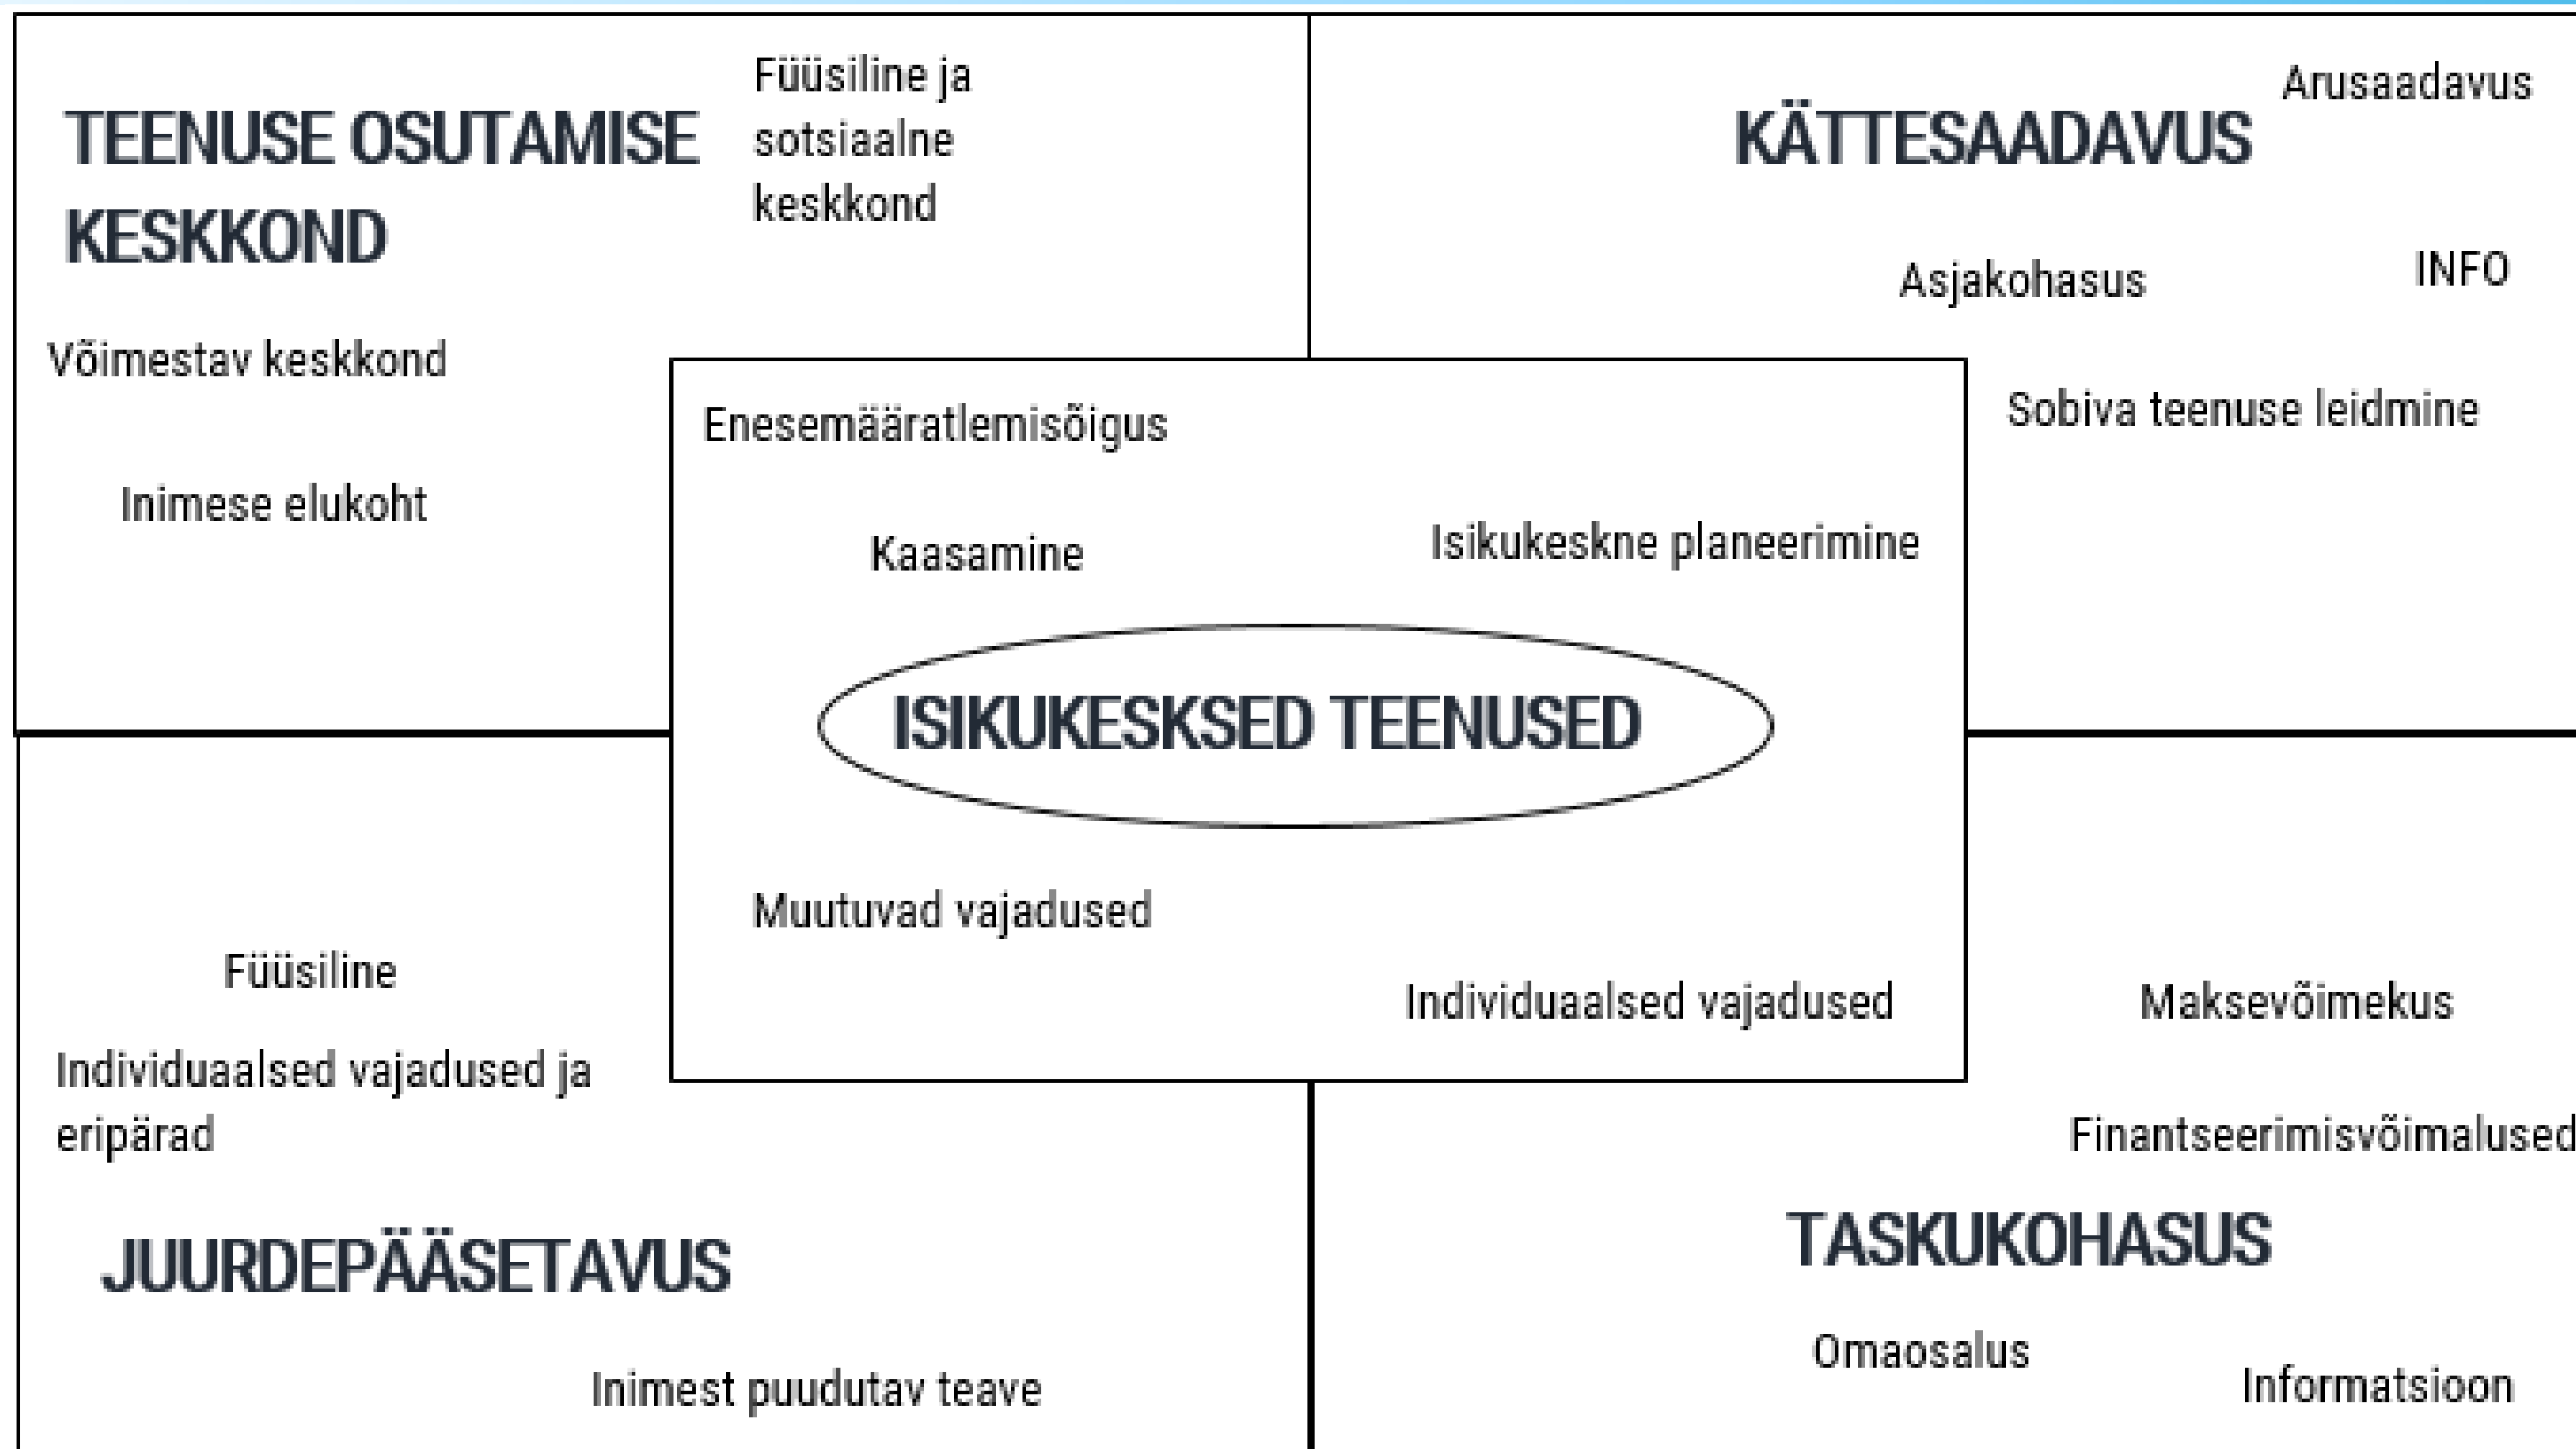 TEENUSE OSUTAMISE
KESKKOND
Füüsiline ja
sotsiaalne
keskkond
Võimestav keskkond
Inimese elukoht
KÄTTESAADAVUS
Arusaadavus
Asjakohasus
INFO
Sobiva teenuse leidmine
Enesemääratlemisõigus
Kaasamine
Isikukeskne planeerimine
ISIKUKESKSED TEENUSED
Muutuvad vajadused
Individuaalsed vajadused
Füüsiline
Individuaalsed vajadused ja
eripärad
JUURDEPÄÄSETAVUS
Inimest puudutav teave
Maksevõimekus
Finantseerimisvõimalused
TASKUKOHASUS
Omaosalus
Informatsioon